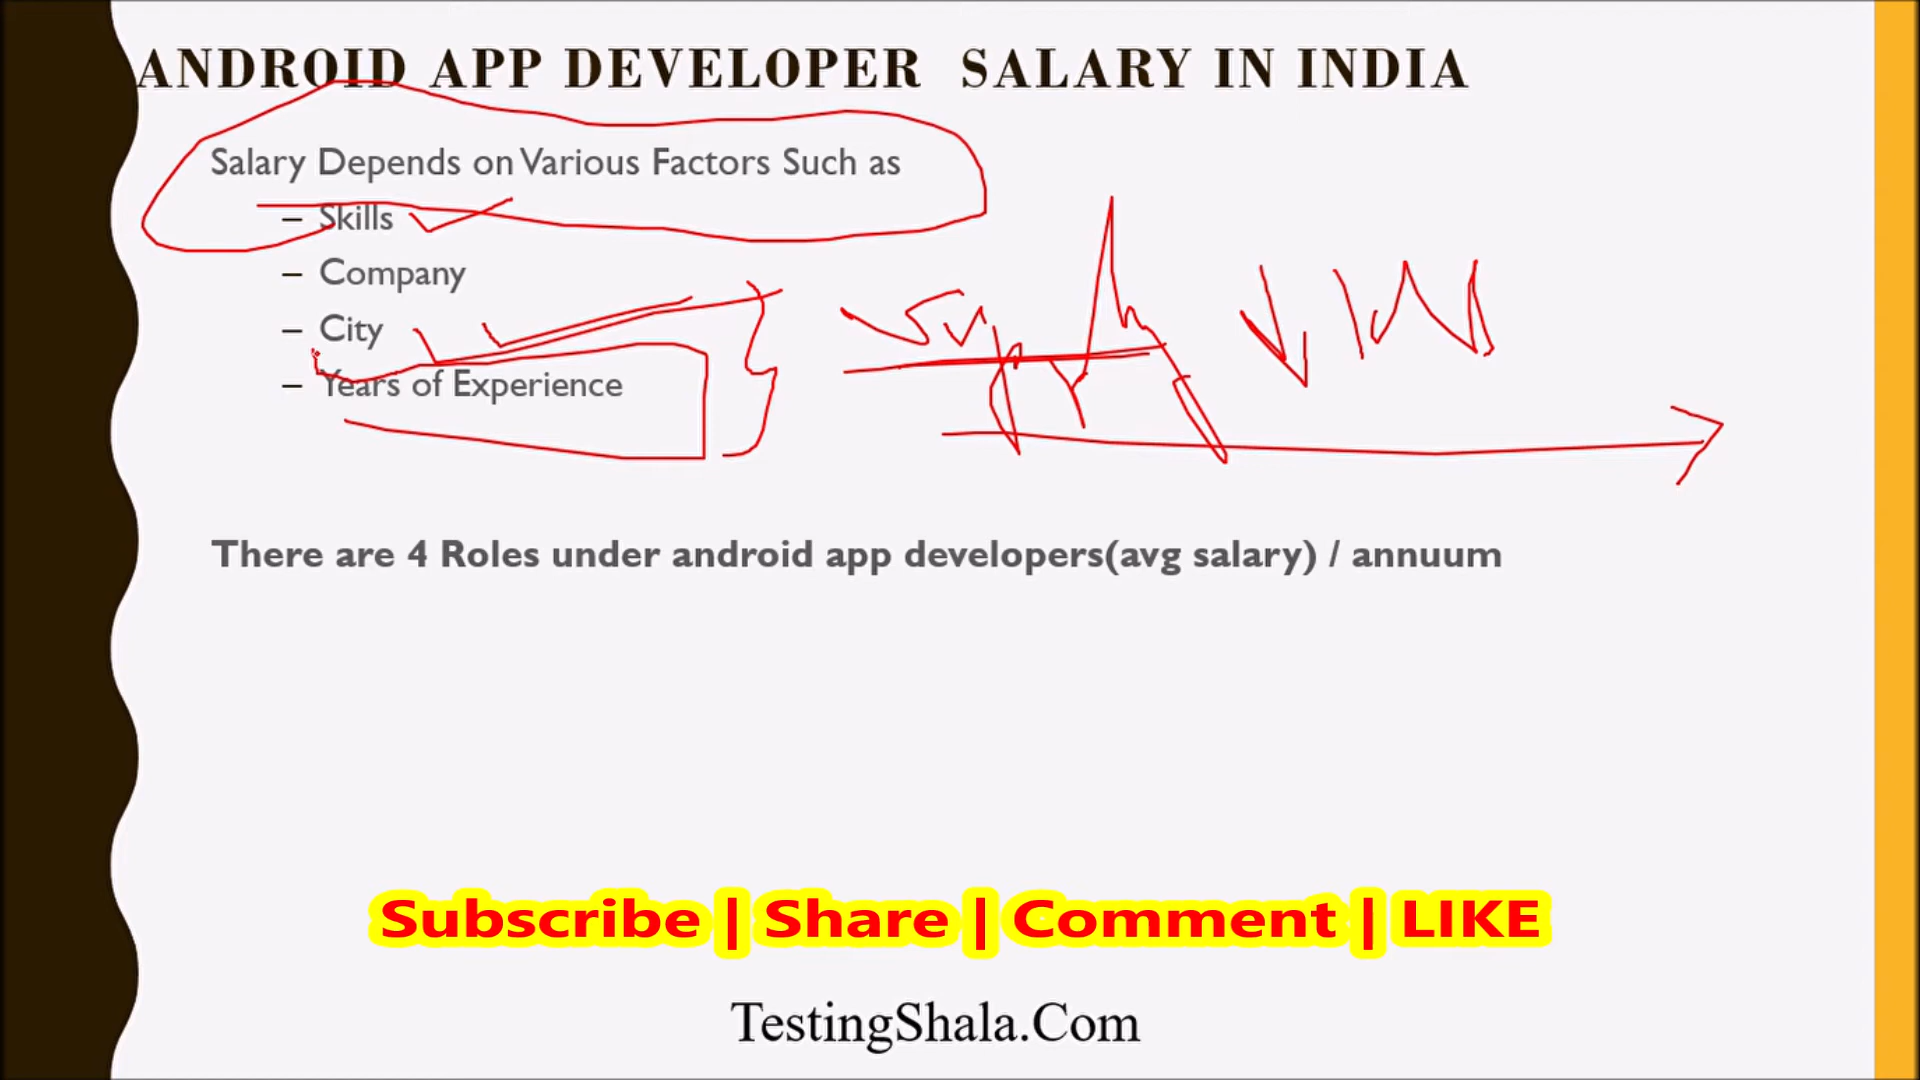 ANDROID APP DEVELOPER SALARY IN INDIA
Salary Depends on Various Factors Such as
– Skills
– Company
– City
– Years of Experience
There are 4 Roles under android app developers(avg salary) / annuum
Subscribe | Share | Comment | LIKE
TestingShala.Com